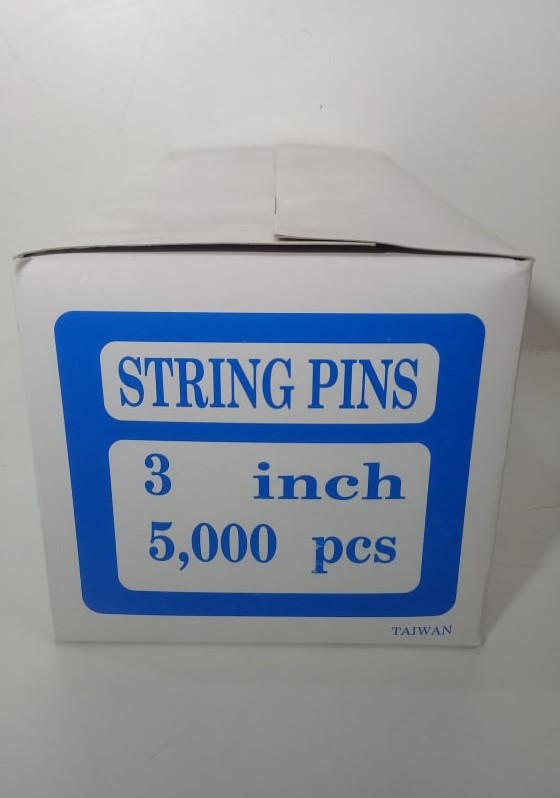 STRING PINS
3 inch
5,000 pcs
TAIWAN